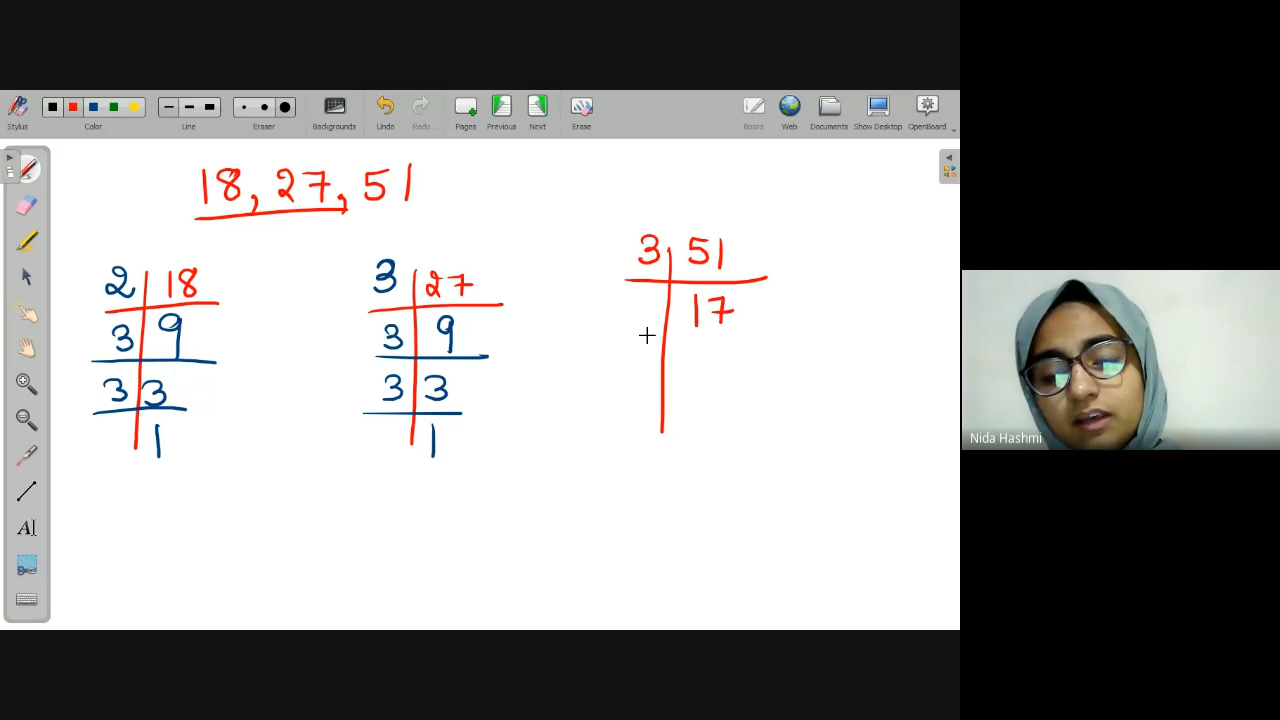 Stylus Color Line Eraser Backgrounds Undo Redo... Pages Previous Next Erase Board Web Documents Show Desktop OpenBoard
18, 27, 51
2 18
3 9
3 3
1
3 27
3 9
3 3
1
3 51
17
A
Nida Hashmi